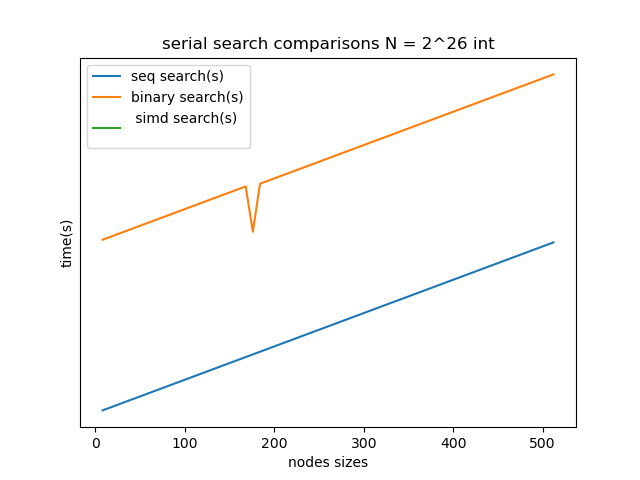 serial search comparisons N = 2^26 int
seq search(s)
binary search(s)
simd search(s)
time(s)
0 100 200 300 400 500
nodes sizes